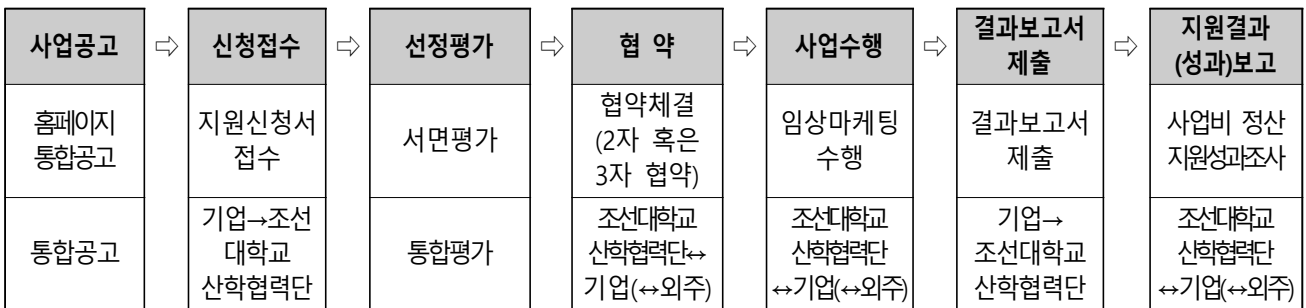 사업공고 ⇨ 신청접수 ⇨ 선정평가 ⇨ 협 약 ⇨ 사업수행 ⇨ 결과보고서 제출 ⇨ 지원결과 (성과)보고
홈페이지
통합공고
지원신청서
접수
서면평가
협약체결
(2자 혹은
3자 협약)
임상마케팅
수행
결과보고서
제출
사업비 정산
지원성과조사
통합공고
기업→조선
대학교
산학협력단
통합평가
조선대학교
산학협력단↔
기업(↔외주)
조선대학교
산학협력단
↔기업(↔외주)
기업→
조선대학교
산학협력단
조선대학교
산학협력단
↔기업(↔외주)